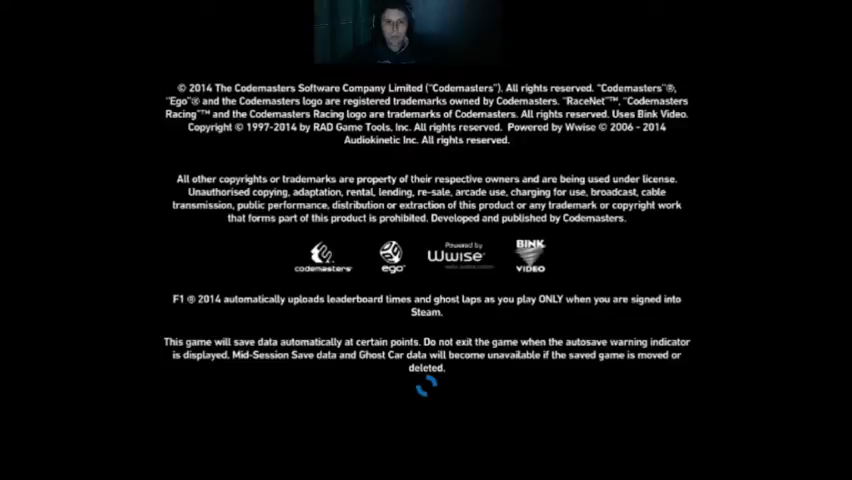 © 2014 The Codemasters Software Company Limited ("Codemasters"). All rights reserved. "Codemasters"®,
"Ego"® and the Codemasters logo are registered trademarks owned by Codemasters. "RaceNet"™, "Codemasters
Racing"™ and the Codemasters Racing logo are trademarks of Codemasters. All rights reserved. Uses Bink Video.
Copyright © 1997-2014 by RAD Game Tools, Inc. All rights reserved. Powered by Wwise © 2006 - 2014
Audiokinetic Inc. All rights reserved.
All other copyrights or trademarks are property of their respective owners and are being used under license.
Unauthorised copying, adaptation, rental, lending, re-sale, arcade use, charging for use, broadcast, cable
transmission, public performance, distribution or extraction of this product or any trademark or copyright work
that forms part of this product is prohibited. Developed and published by Codemasters.
codemasters®
ego®
Powered by
Wwise®
BINK
VIDEO
F1 ® 2014 automatically uploads leaderboard times and ghost laps as you play ONLY when you are signed into
Steam.
This game will save data automatically at certain points. Do not exit the game when the autosave warning indicator
is displayed. Mid-Session Save data and Ghost Car data will become unavailable if the saved game is moved or
deleted.